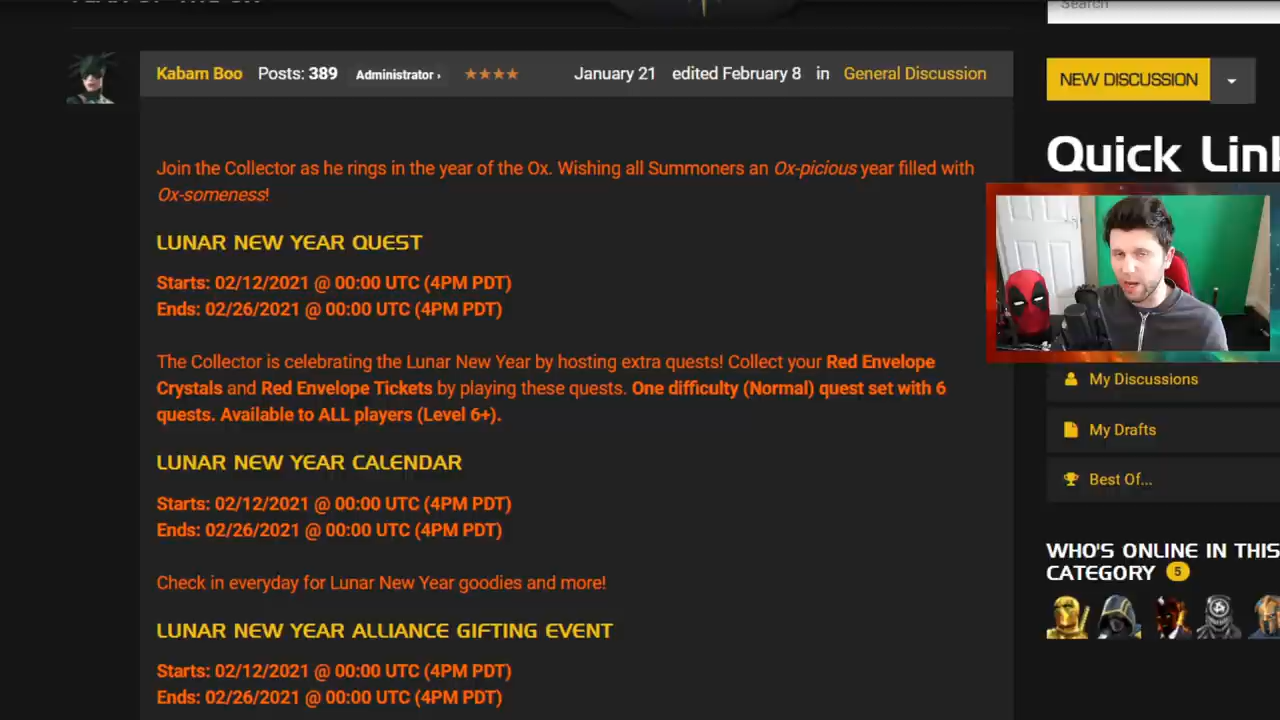 Search
Kabam Boo Posts: 389 Administrator › ★★★★ January 21 edited February 8 in General Discussion
NEW DISCUSSION
Quick Lin
Join the Collector as he rings in the year of the Ox. Wishing all Summoners an Ox-picious year filled with
Ox-someness!
LUNAR NEW YEAR QUEST
Starts: 02/12/2021 @ 00:00 UTC (4PM PDT)
Ends: 02/26/2021 @ 00:00 UTC (4PM PDT)
The Collector is celebrating the Lunar New Year by hosting extra quests! Collect your Red Envelope
Crystals and Red Envelope Tickets by playing these quests. One difficulty (Normal) quest set with 6
quests. Available to ALL players (Level 6+).
LUNAR NEW YEAR CALENDAR
Starts: 02/12/2021 @ 00:00 UTC (4PM PDT)
Ends: 02/26/2021 @ 00:00 UTC (4PM PDT)
Check in everyday for Lunar New Year goodies and more!
LUNAR NEW YEAR ALLIANCE GIFTING EVENT
Starts: 02/12/2021 @ 00:00 UTC (4PM PDT)
Ends: 02/26/2021 @ 00:00 UTC (4PM PDT)
My Discussions
My Drafts
Best Of...
WHO'S ONLINE IN THIS
CATEGORY 5